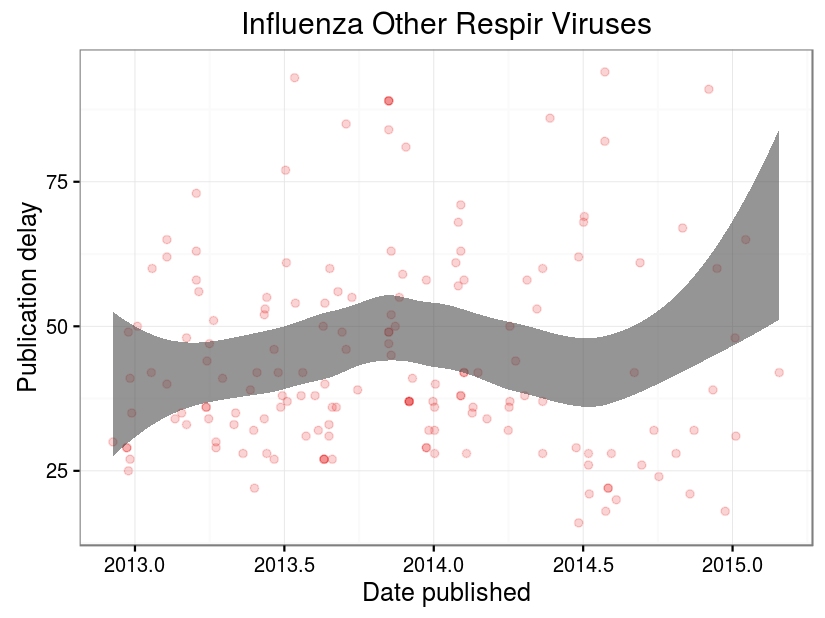 Influenza Other Respir Viruses
Publication delay
75
50
25
2013.0 2013.5 2014.0 2014.5 2015.0
Date published